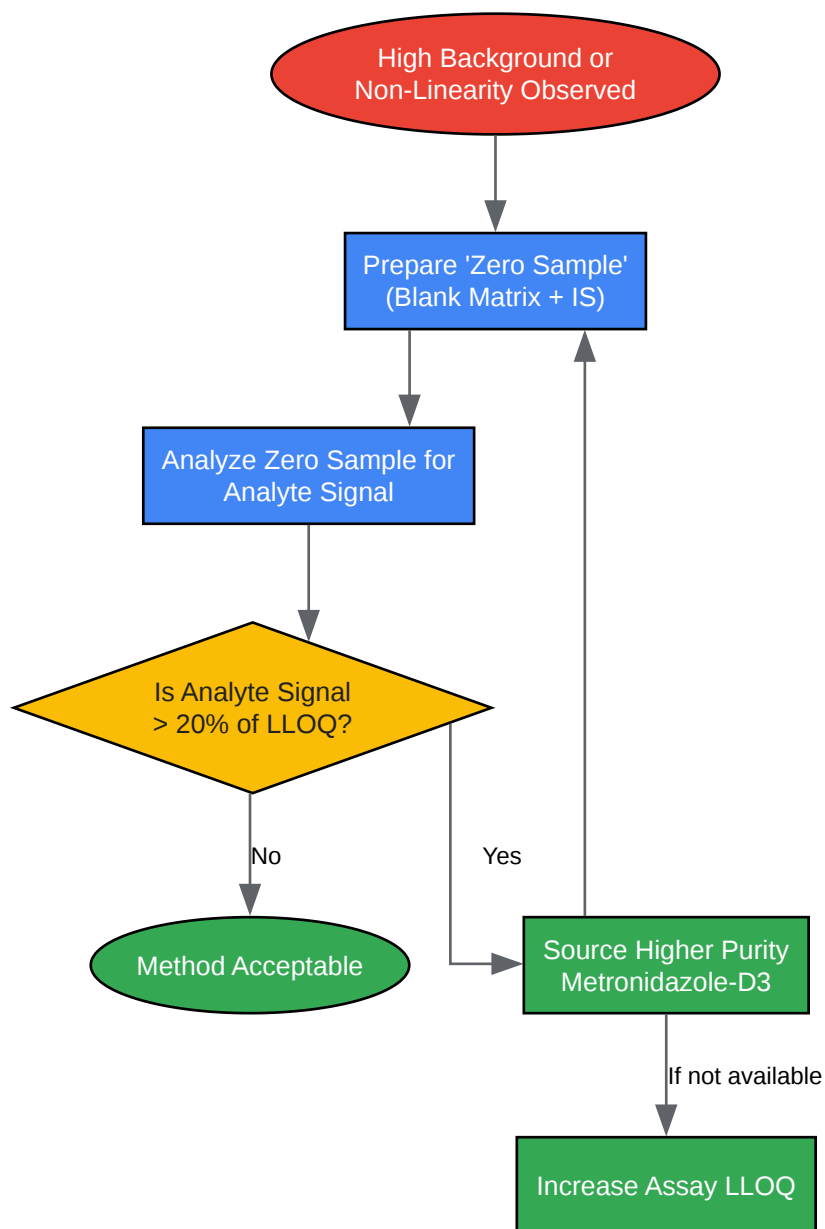 High Background or
Non-Linearity Observed
Prepare 'Zero Sample'
(Blank Matrix + IS)
Analyze Zero Sample for
Analyte Signal
Is Analyte Signal
> 20% of LLOQ?
No
Yes
Method Acceptable
Source Higher Purity
Metronidazole-D3
If not available
Increase Assay LLOQ